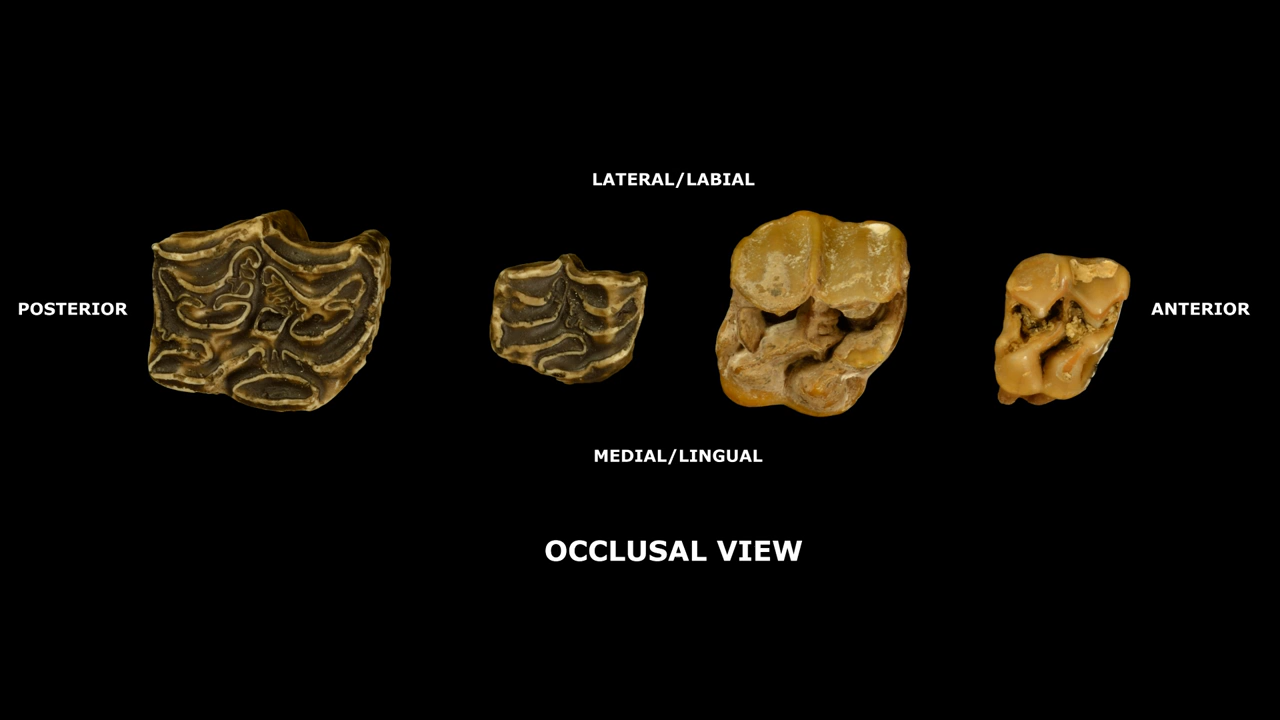 LATERAL/LABIAL
POSTERIOR
ANTERIOR
MEDIAL/LINGUAL
OCCLUSAL VIEW